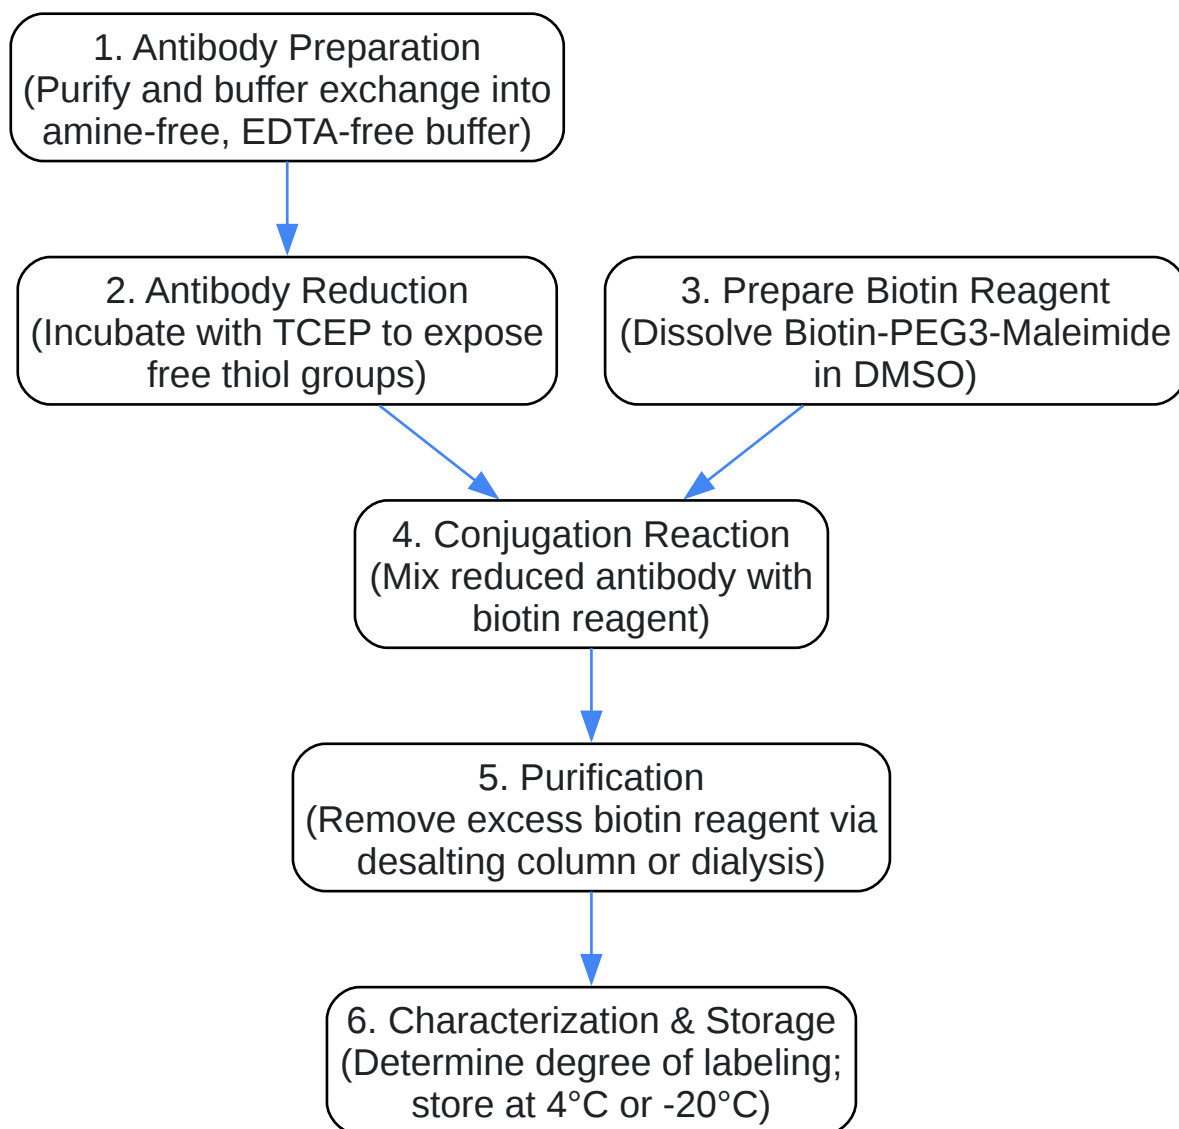 1. Antibody Preparation
(Purify and buffer exchange into
amine-free, EDTA-free buffer)
2. Antibody Reduction
(Incubate with TCEP to expose
free thiol groups)
3. Prepare Biotin Reagent
(Dissolve Biotin-PEG3-Maleimide
in DMSO)
4. Conjugation Reaction
(Mix reduced antibody with
biotin reagent)
5. Purification
(Remove excess biotin reagent via
desalting column or dialysis)
6. Characterization & Storage
(Determine degree of labeling;
store at 4°C or -20°C)